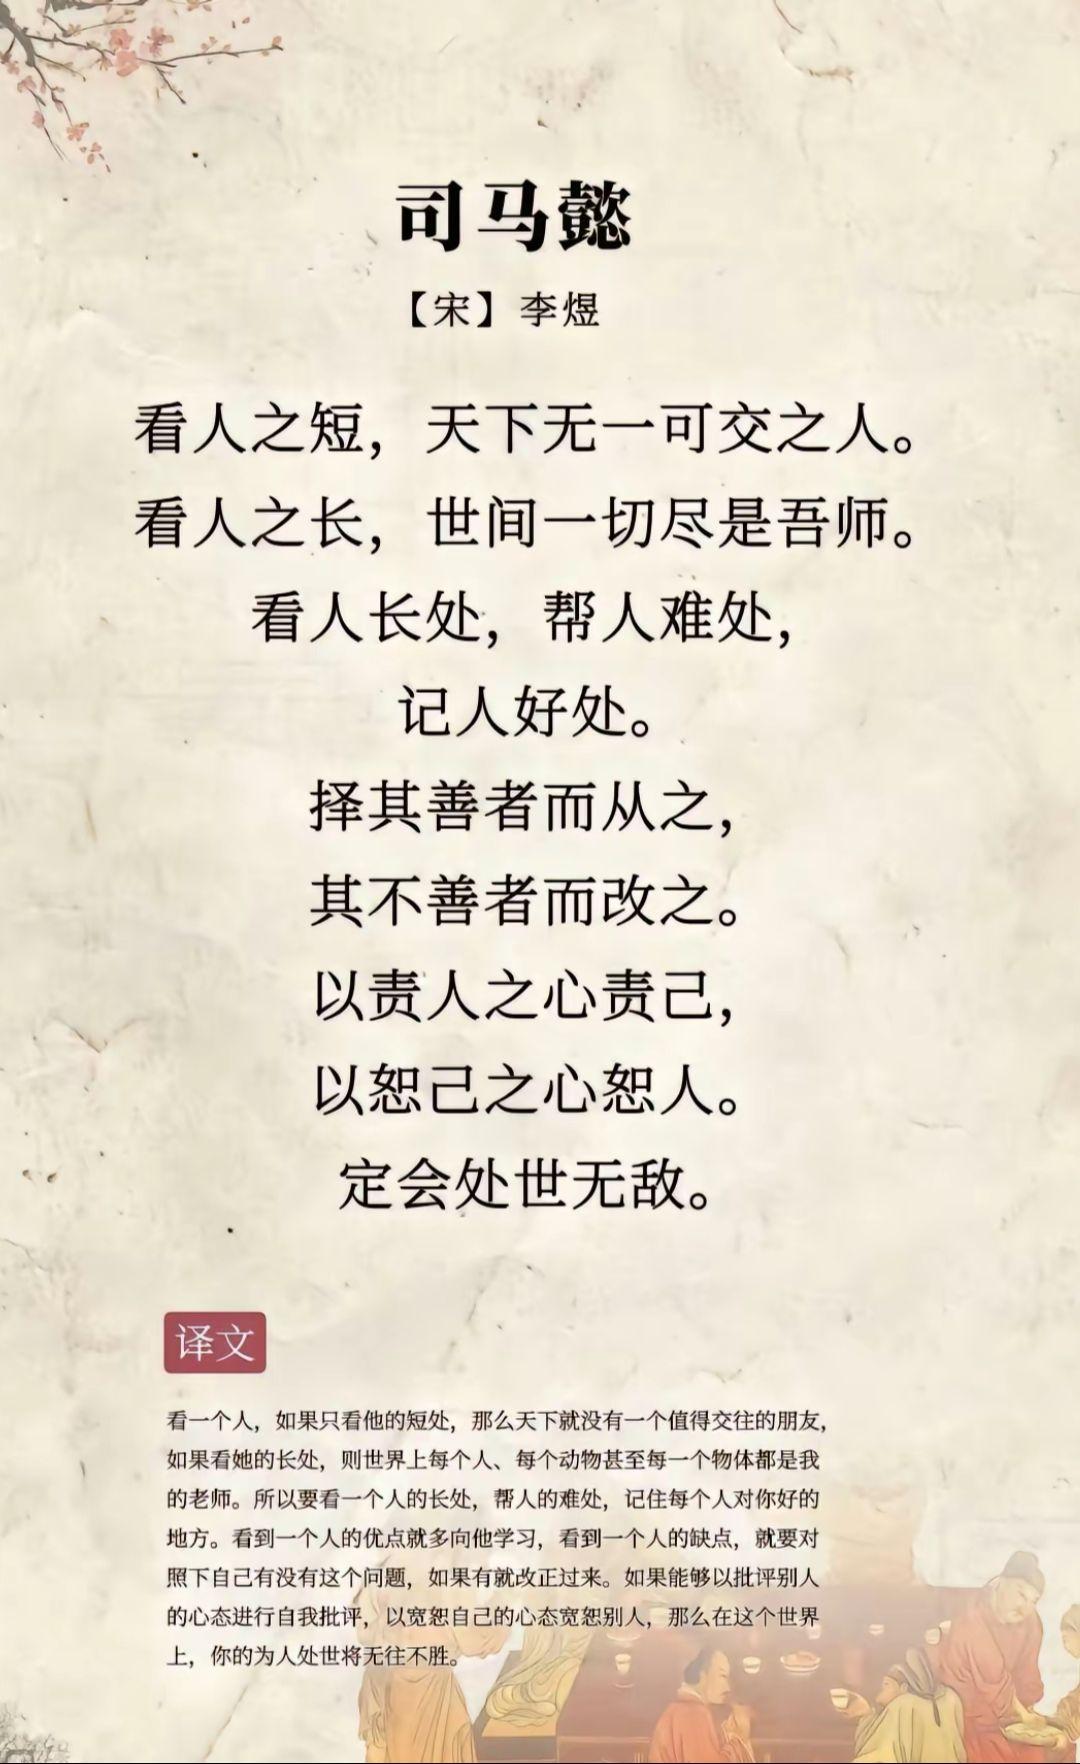 司马懿
【宋】李煜
看人之短，天下无一可交之人。
看人之长，世间一切尽是吾师。
看人长处，帮人难处，
记人好处。
择其善者而从之，
其不善者而改之。
以责人之心责己，
以恕己之心恕人。
定会处世无敌。
译文
看一个人，如果只看他的短处，那么天下就没有一个值得交往的朋友，
如果看她的长处，则世界上每个人、每个动物甚至每一个物体都是我
的老师。所以要看一个人的长处，帮人的难处，记住每个人对你好的
地方。看到一个人的优点就多向他学习，看到一个人的缺点，就要对
照下自己有没有这个问题，如果有就改正过来。如果能够以批评别人
的心态进行自我批评，以宽恕自己的心态宽恕别人，那么在这个世界
上，你的为人处世将无往不胜。